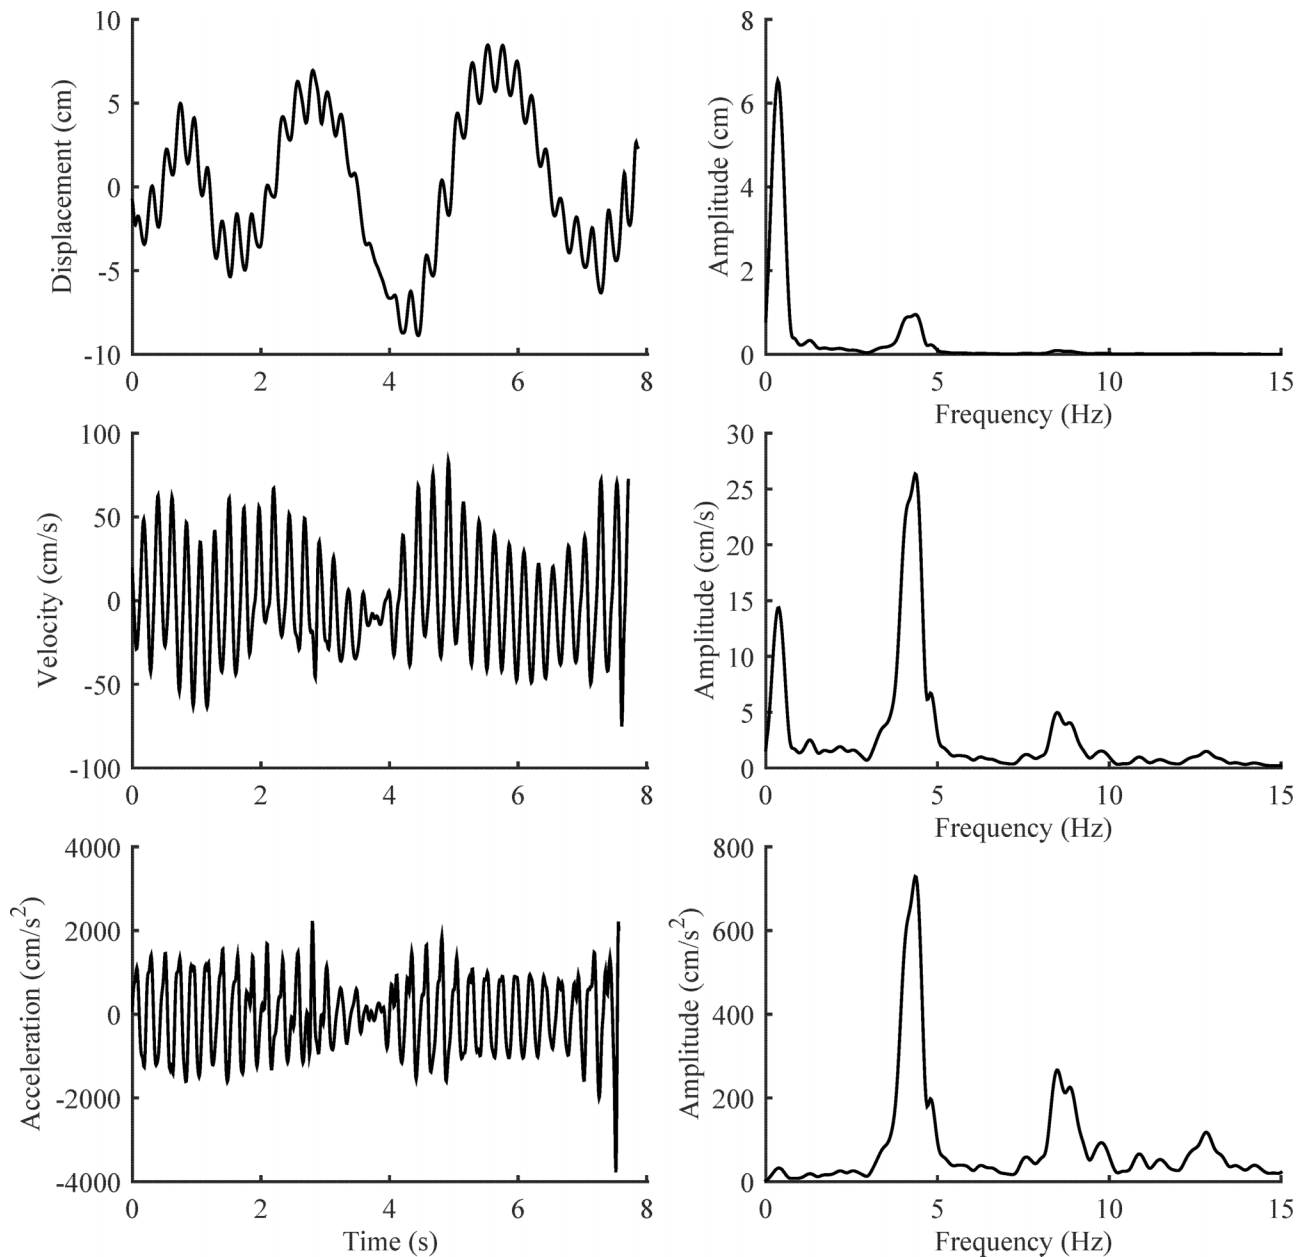 10
5
0
-5
-10
Displacement (cm)
0 2 4 6 8
8
6
4
2
0
Amplitude (cm)
0 5 10 15
Frequency (Hz)
100
50
0
-50
-100
Velocity (cm/s)
0 2 4 6 8
30
25
20
15
10
5
0
Amplitude (cm/s)
0 5 10 15
Frequency (Hz)
4000
2000
0
-2000
-4000
Acceleration (cm/s²)
0 2 4 6 8
Time (s)
800
600
400
200
0
Amplitude (cm/s²)
0 5 10 15
Frequency (Hz)